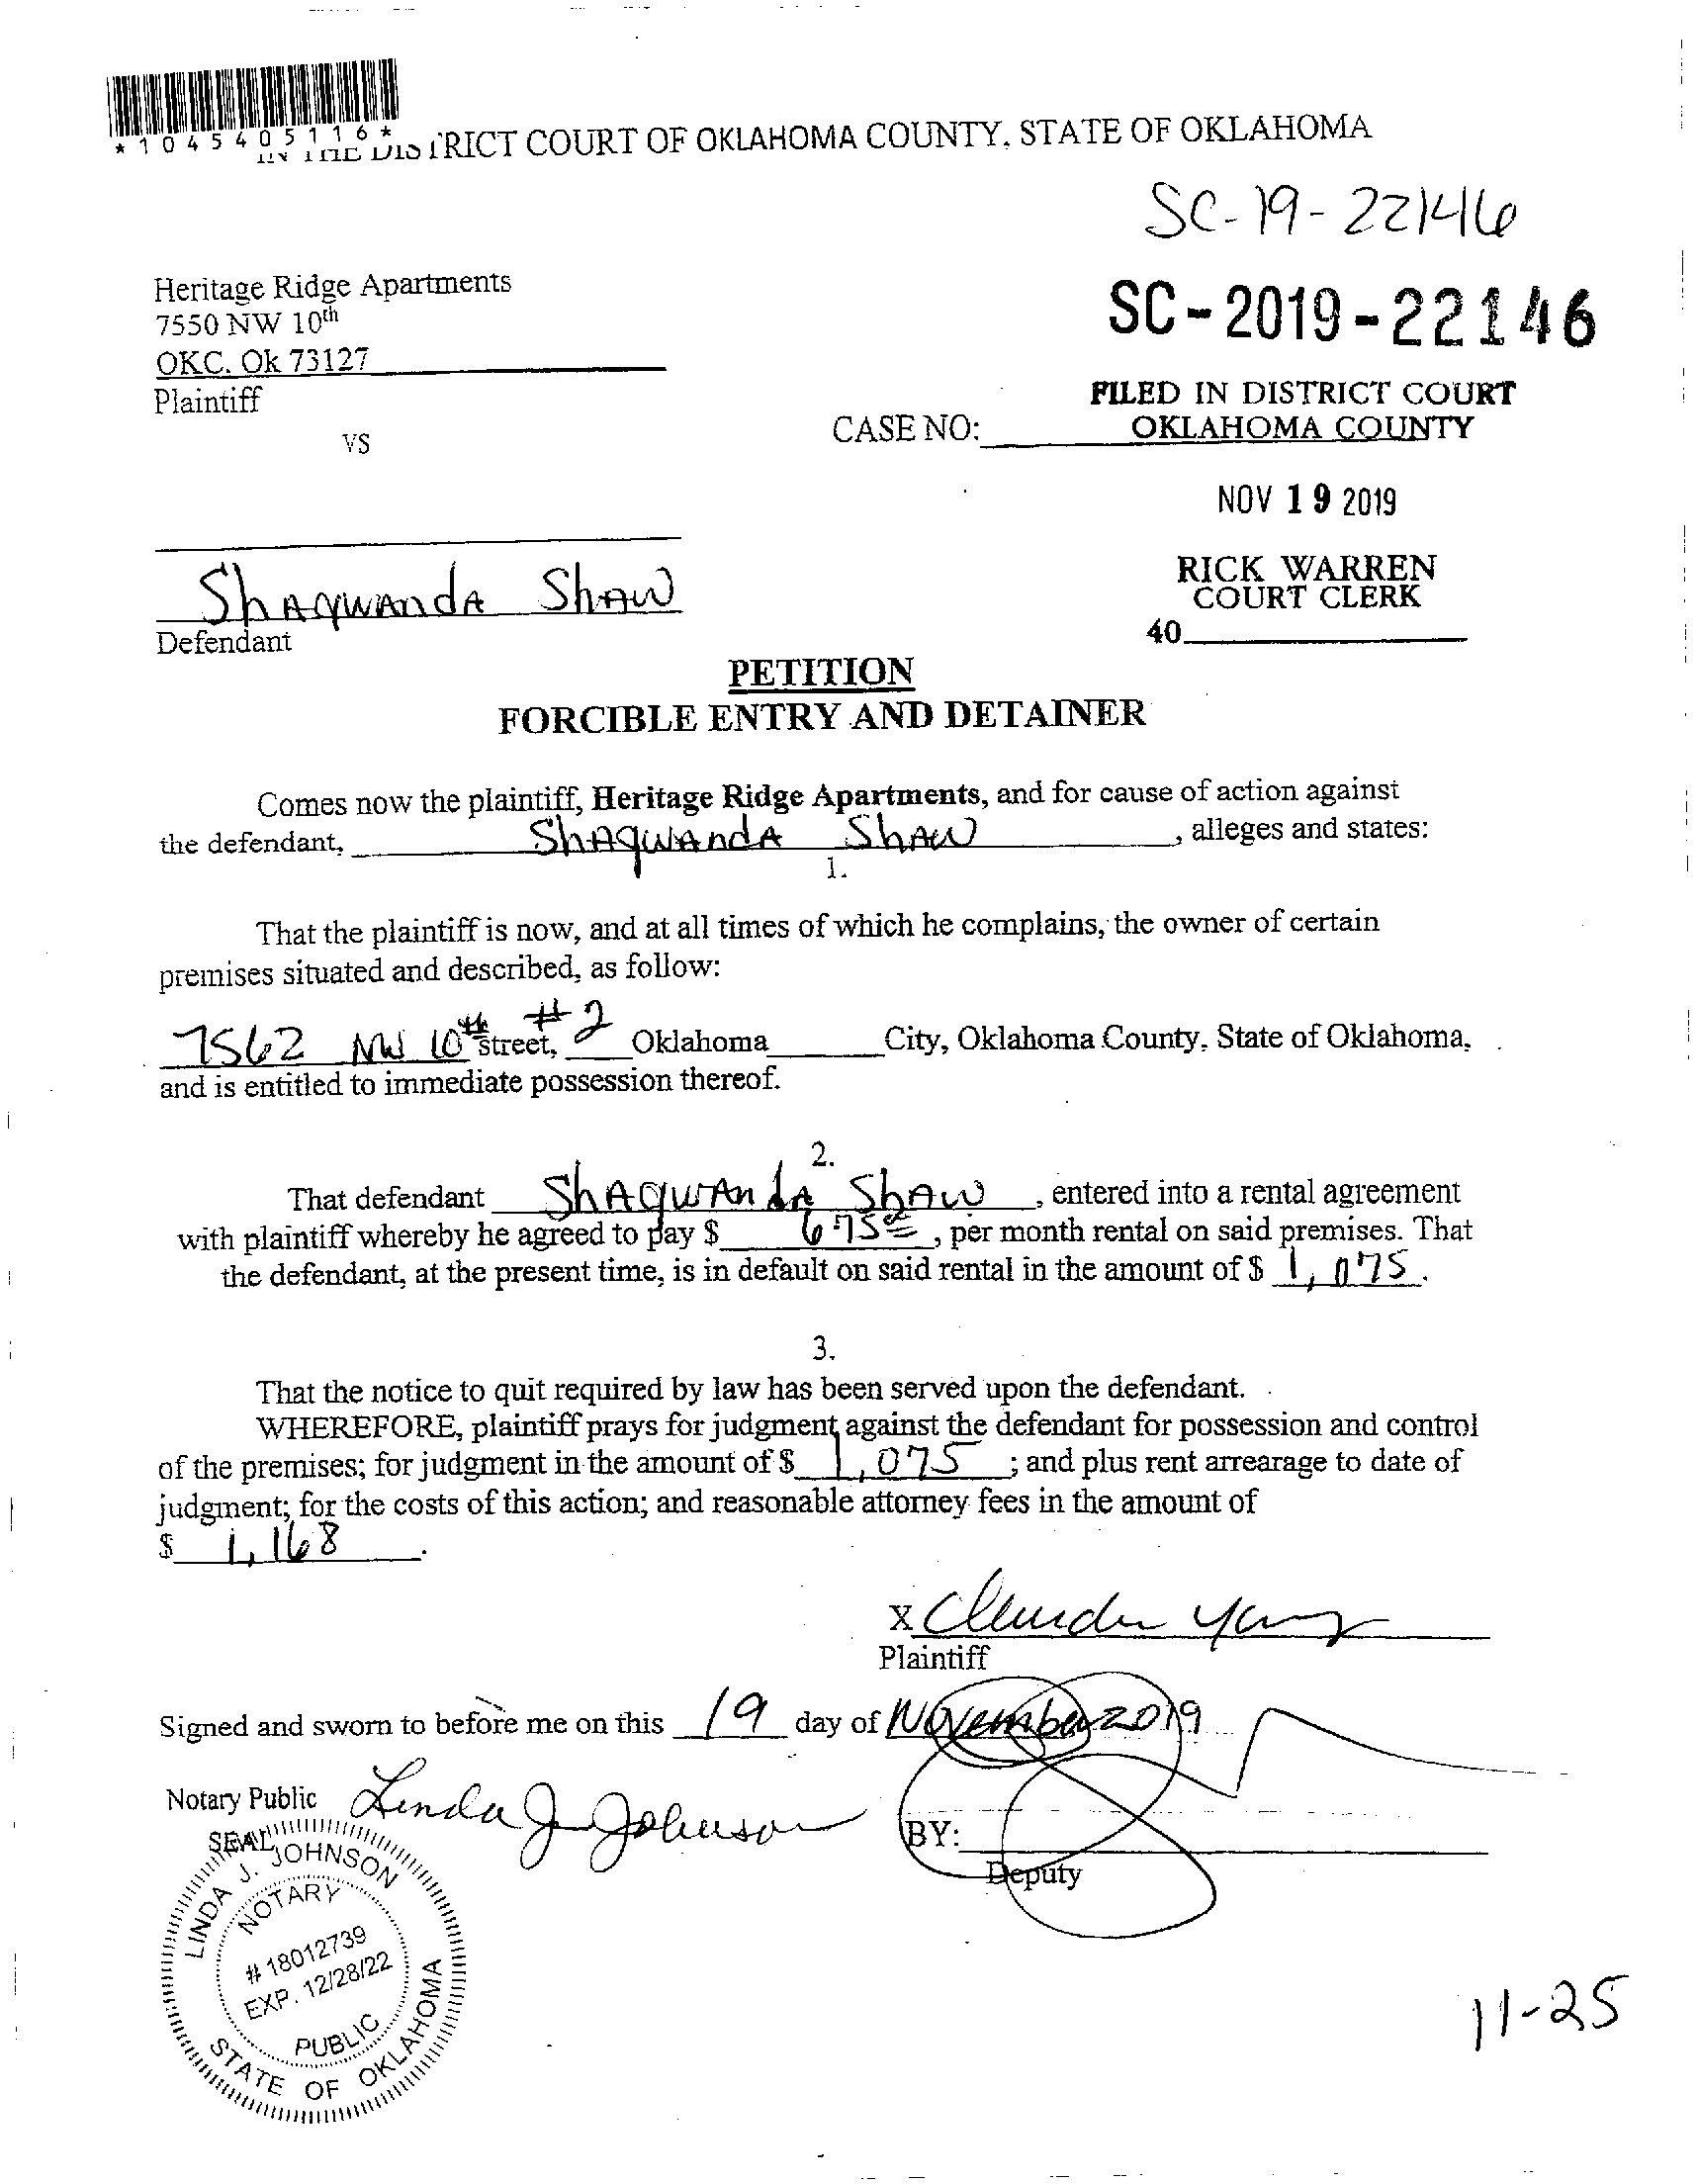 *1045405116*
IN THE DISTRICT COURT OF OKLAHOMA COUNTY, STATE OF OKLAHOMA
SC-19-22146
Heritage Ridge Apartments
7550 NW 10th
OKC. Ok 73127
Plaintiff
VS
SC-2019-22146
FILED IN DISTRICT COURT
CASE NO: OKLAHOMA COUNTY
NOV 19 2019
RICK WARREN
COURT CLERK
40
Shaqwanda Shaw
Defendant
PETITION
FORCIBLE ENTRY AND DETAINER
Comes now the plaintiff, Heritage Ridge Apartments, and for cause of action against
the defendant, Shaqwanda Shaw, alleges and states:
1.
That the plaintiff is now, and at all times of which he complains, the owner of certain
premises situated and described, as follow:
7562 NW 10th street, #2 Oklahoma City, Oklahoma County, State of Oklahoma,
and is entitled to immediate possession thereof.
2.
That defendant Shaqwanda Shaw, entered into a rental agreement
with plaintiff whereby he agreed to pay $ 675 00, per month rental on said premises. That
the defendant, at the present time, is in default on said rental in the amount of $ 1,075.
3.
That the notice to quit required by law has been served upon the defendant.
WHEREFORE, plaintiff prays for judgment against the defendant for possession and control
of the premises; for judgment in the amount of $ 1,075 ; and plus rent arrearage to date of
judgment; for the costs of this action; and reasonable attorney fees in the amount of
$ 1,168.
X
Plaintiff
Signed and sworn to before me on this 19 day of November 2019
Notary Public Linda J Johnson
BY:
Deputy
SEAL
LINDA J. JOHNSON
NOTARY
# 18012739
EXP. 12/28/22
PUBLIC
STATE OF OKLAHOMA
11-25